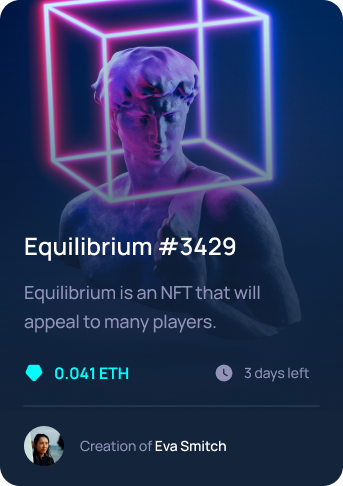 Equilibrium #3429
Equilibrium is an NFT that will
appeal to many players.
0.041 ETH
3 days left
Creation of Eva Smitch